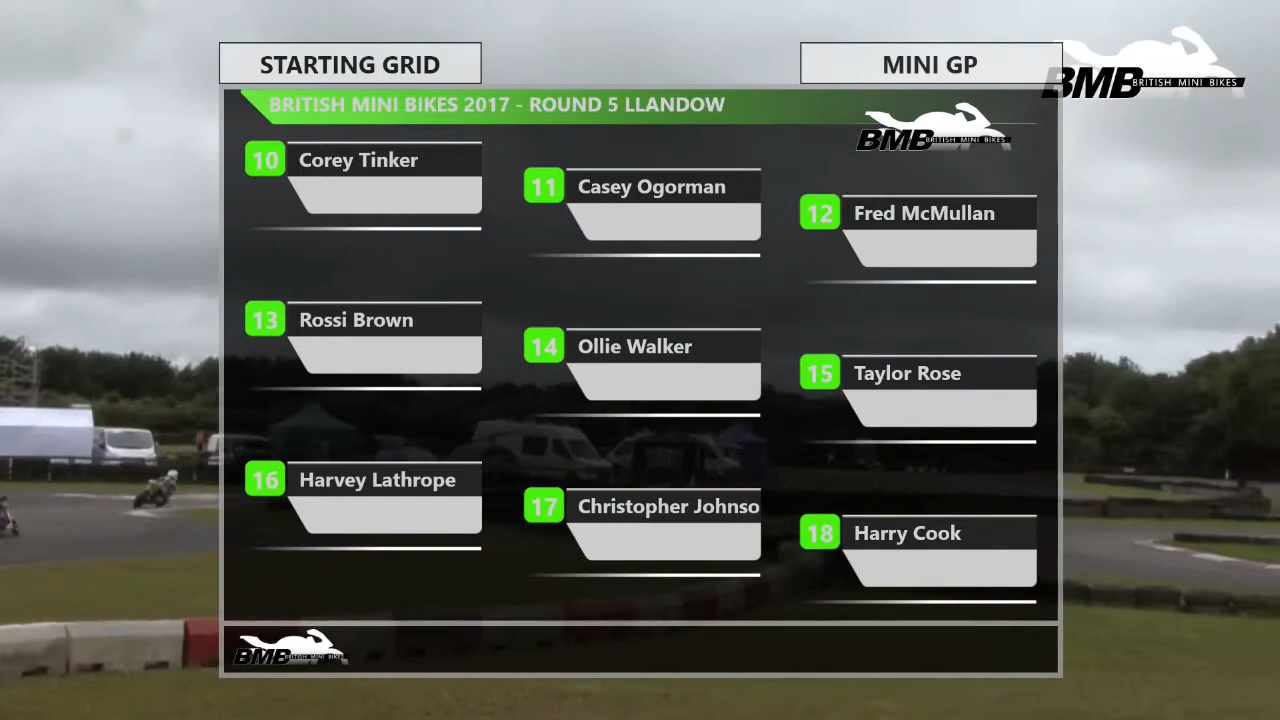 STARTING GRID
MINI GP
BMB BRITISH MINI BIKES
BRITISH MINI BIKES 2017 - ROUND 5 LLANDOW
BMB BRITISH MINI BIKES
10 Corey Tinker
11 Casey Ogorman
12 Fred McMullan
13 Rossi Brown
14 Ollie Walker
15 Taylor Rose
16 Harvey Lathrope
17 Christopher Johnso
18 Harry Cook
BMB BRITISH MINI BIKES